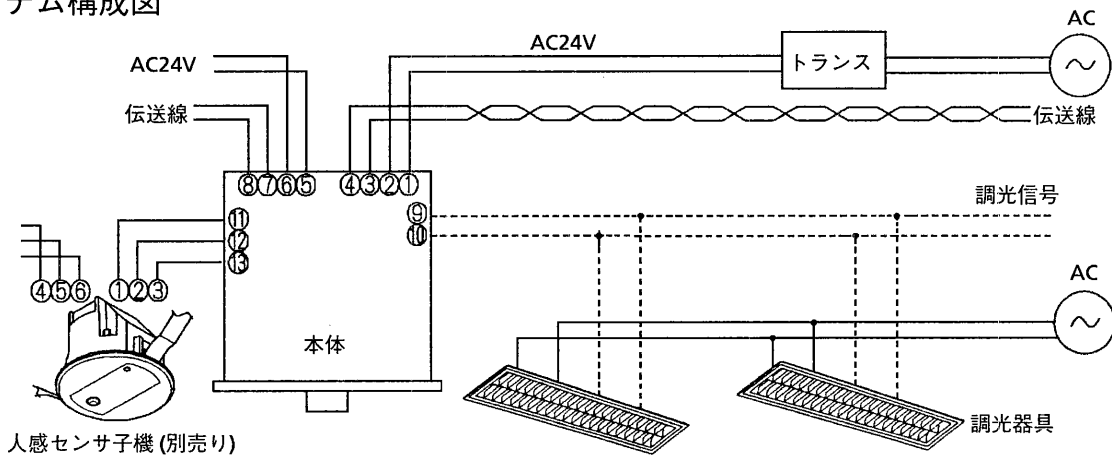 テム構成図
AC
AC24V
トランス
AC24V
伝送線
伝送線
⑧⑦⑥⑤ ④③②①
調光信号
⑪ ⑨
⑫ ⑩
⑬
④⑤⑥ ①②③
AC
本体
調光器具
人感センサ子機(別売り)